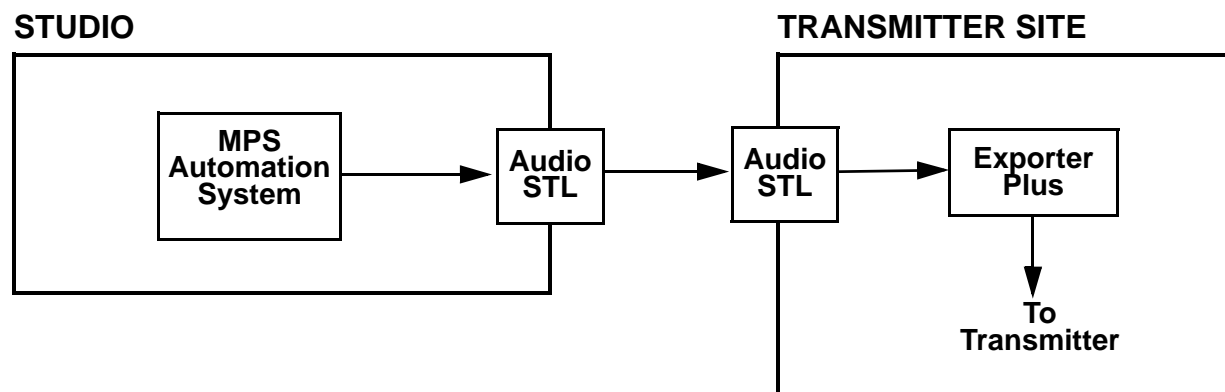 STUDIO
TRANSMITTER SITE
MPS
Automation
System
Audio
STL
Audio
STL
Exporter
Plus
To
Transmitter